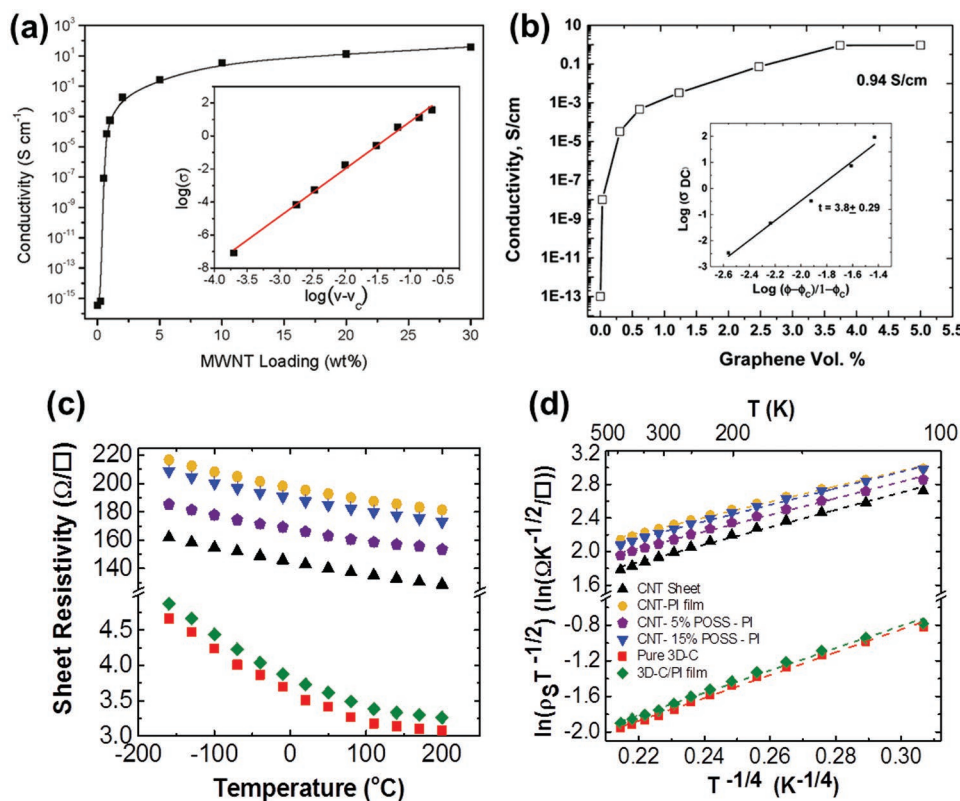 (a)
Conductivity (S cm⁻¹)
10³
10¹
10⁻¹
10⁻³
10⁻⁵
10⁻⁷
10⁻⁹
10⁻¹¹
10⁻¹³
10⁻¹⁵
0 5 10 15 20 25 30
MWNT Loading (wt%)
log(σ)
2
0
-2
-4
-6
-8
-4.0 -3.5 -3.0 -2.5 -2.0 -1.5 -1.0 -0.5 0.0
log(v-v_c)
(b)
Conductivity, S/cm
10
0.1
1E-3
1E-5
1E-7
1E-9
1E-11
1E-13
0.0 0.5 1.0 1.5 2.0 2.5 3.0 3.5 4.0 4.5 5.0 5.5
Graphene Vol. %
0.94 S/cm
Log (σ DC)
2
1
0
-1
-2
-3
-2.6 -2.4 -2.2 -2.0 -1.8 -1.6 -1.4
Log (ϕ-ϕ_c)/1-ϕ_c)
t = 3.8± 0.29
(c)
Sheet Resistivity (Ω/□)
220
200
180
160
140
4.5
4.0
3.5
3.0
-200 -100 0 100 200
Temperature (°C)
(d)
T (K)
500 300 200 100
ln(ρₛT⁻¹/²) (ln(ΩK⁻¹/²/□))
3.2
2.8
2.4
2.0
1.6
-0.8
-1.2
-1.6
-2.0
CNT Sheet
CNT-PI film
CNT- 5% POSS - PI
CNT- 15% POSS - PI
Pure 3D-C
3D-C/PI film
0.22 0.24 0.26 0.28 0.30
T⁻¹/⁴ (K⁻¹/⁴)